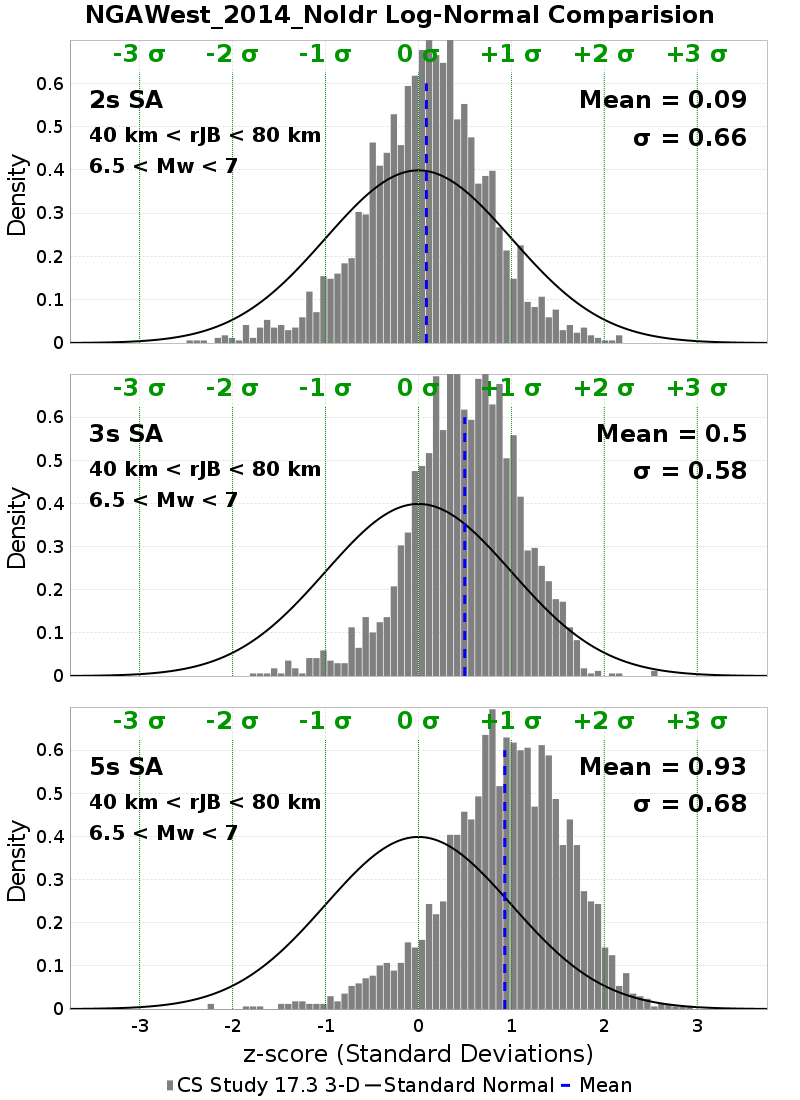 NGAWest_2014_NoIdr Log-Normal Comparision
-3 σ -2 σ -1 σ 0 σ +1 σ +2 σ +3 σ
2s SA
Mean = 0.09
40 km < rJB < 80 km
σ = 0.66
6.5 < Mw < 7
Density
0.6
0.5
0.4
0.3
0.2
0.1
0
-3 σ -2 σ -1 σ 0 σ +1 σ +2 σ +3 σ
3s SA
Mean = 0.5
40 km < rJB < 80 km
σ = 0.58
6.5 < Mw < 7
Density
0.6
0.5
0.4
0.3
0.2
0.1
0
-3 σ -2 σ -1 σ 0 σ +1 σ +2 σ +3 σ
5s SA
Mean = 0.93
40 km < rJB < 80 km
σ = 0.68
6.5 < Mw < 7
Density
0.6
0.5
0.4
0.3
0.2
0.1
0
-3 -2 -1 0 1 2 3
z-score (Standard Deviations)
CS Study 17.3 3-D Standard Normal Mean